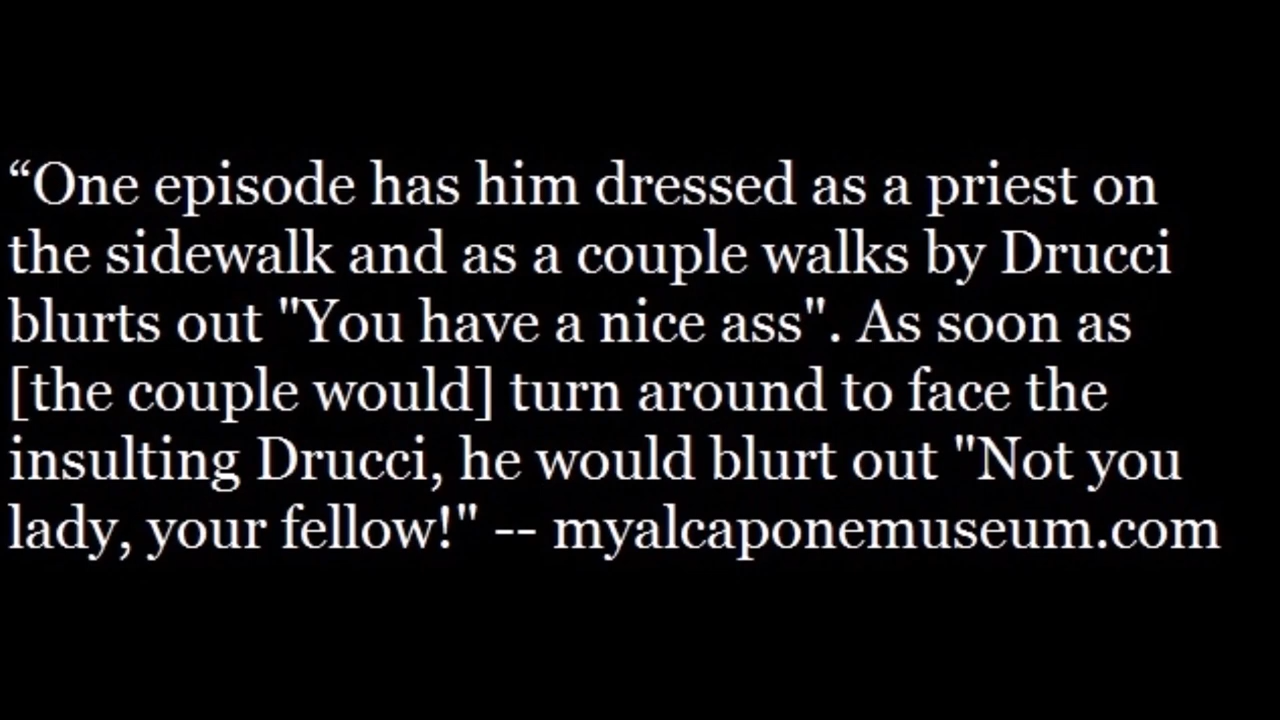 “One episode has him dressed as a priest on
the sidewalk and as a couple walks by Drucci
blurts out "You have a nice ass". As soon as
[the couple would] turn around to face the
insulting Drucci, he would blurt out "Not you
lady, your fellow!" -- myalcaponemuseum.com